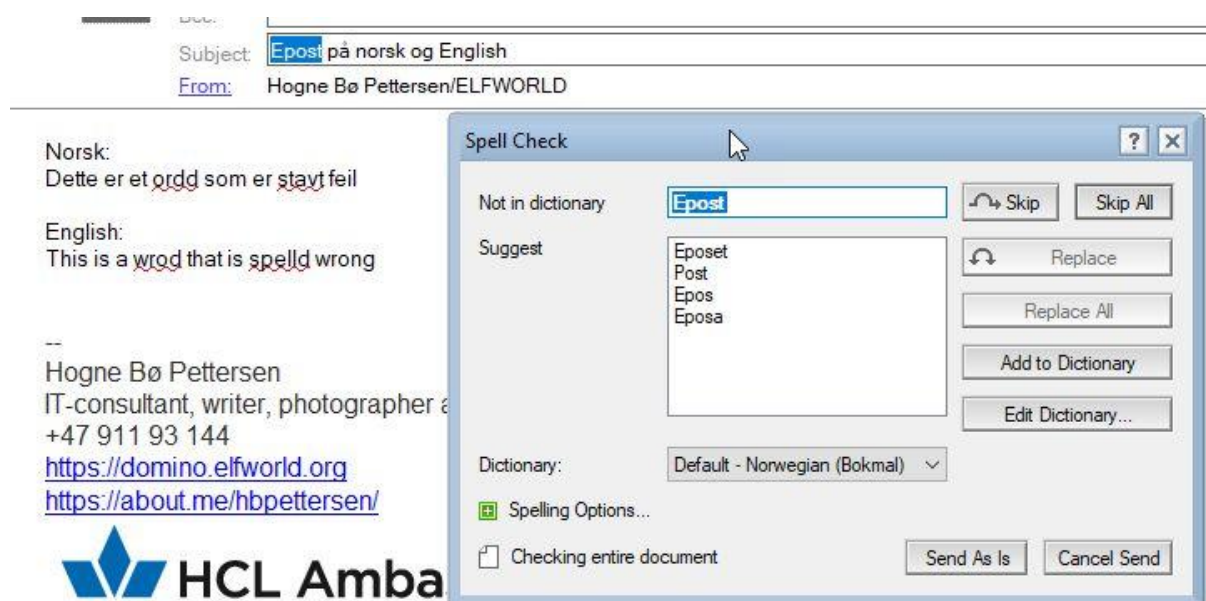 Subject: Epost på norsk og English
From: Hogne Bø Pettersen/ELFWORLD
Norsk:
Dette er et ordd som er stavt feil
English:
This is a wrod that is spelld wrong
--
Hogne Bø Pettersen
IT-consultant, writer, photographer
+47 911 93 144
https://domino.elfworld.org
https://about.me/hbpettersen/
HCL Amba
Spell Check
? X
Not in dictionary Epost Skip Skip All
Suggest
Eposet
Post
Epos
Eposa
Replace
Replace All
Add to Dictionary
Edit Dictionary...
Dictionary: Default - Norwegian (Bokmal)
Spelling Options...
Checking entire document
Send As Is Cancel Send